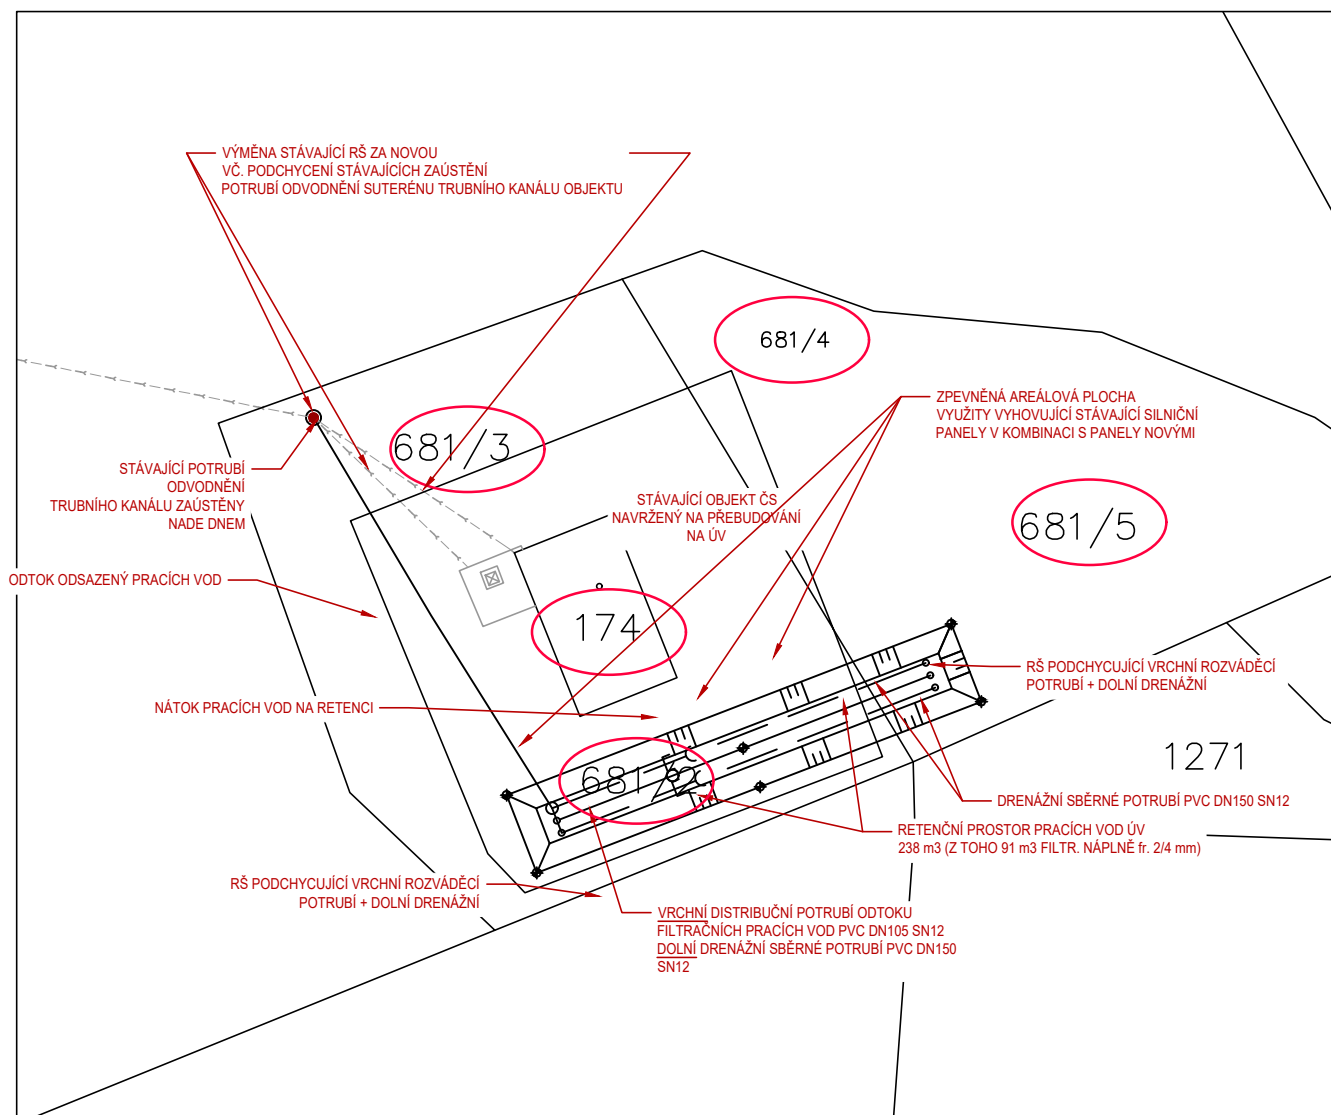 VÝMĚNA STÁVAJÍCÍ RŠ ZA NOVOU
VČ. PODCHYCENÍ STÁVAJÍCÍCH ZAÚSTĚNÍ
POTRUBÍ ODVODNĚNÍ SUTERÉNU TRUBNÍHO KANÁLU OBJEKTU
681/4
ZPEVNĚNÁ AREÁLOVÁ PLOCHA
VYUŽITY VYHOVUJÍCÍ STÁVAJÍCÍ SILNIČNÍ
PANELY V KOMBINACI S PANELY NOVÝMI
681/3
STÁVAJÍCÍ POTRUBÍ
ODVODNĚNÍ
TRUBNÍHO KANÁLU ZAÚSTĚNY
NADE DNEM
STÁVAJÍCÍ OBJEKT ČS
NAVRŽENÝ NA PŘEBUDOVÁNÍ
NA ÚV
681/5
ODTOK ODSAZENÝ PRACÍCH VOD
174
RŠ PODCHYCUJÍCÍ VRCHNÍ ROZVÁDĚCÍ
POTRUBÍ + DOLNÍ DRENÁŽNÍ
NÁTOK PRACÍCH VOD NA RETENCI
1271
681/2
DRENÁŽNÍ SBĚRNÉ POTRUBÍ PVC DN150 SN12
RETENČNÍ PROSTOR PRACÍCH VOD ÚV
238 m3 (Z TOHO 91 m3 FILTR. NÁPLNĚ fr. 2/4 mm)
RŠ PODCHYCUJÍCÍ VRCHNÍ ROZVÁDĚCÍ
POTRUBÍ + DOLNÍ DRENÁŽNÍ
VRCHNÍ DISTRIBUČNÍ POTRUBÍ ODTOKU
FILTRAČNÍCH PRACÍCH VOD PVC DN105 SN12
DOLNÍ DRENÁŽNÍ SBĚRNÉ POTRUBÍ PVC DN150
SN12